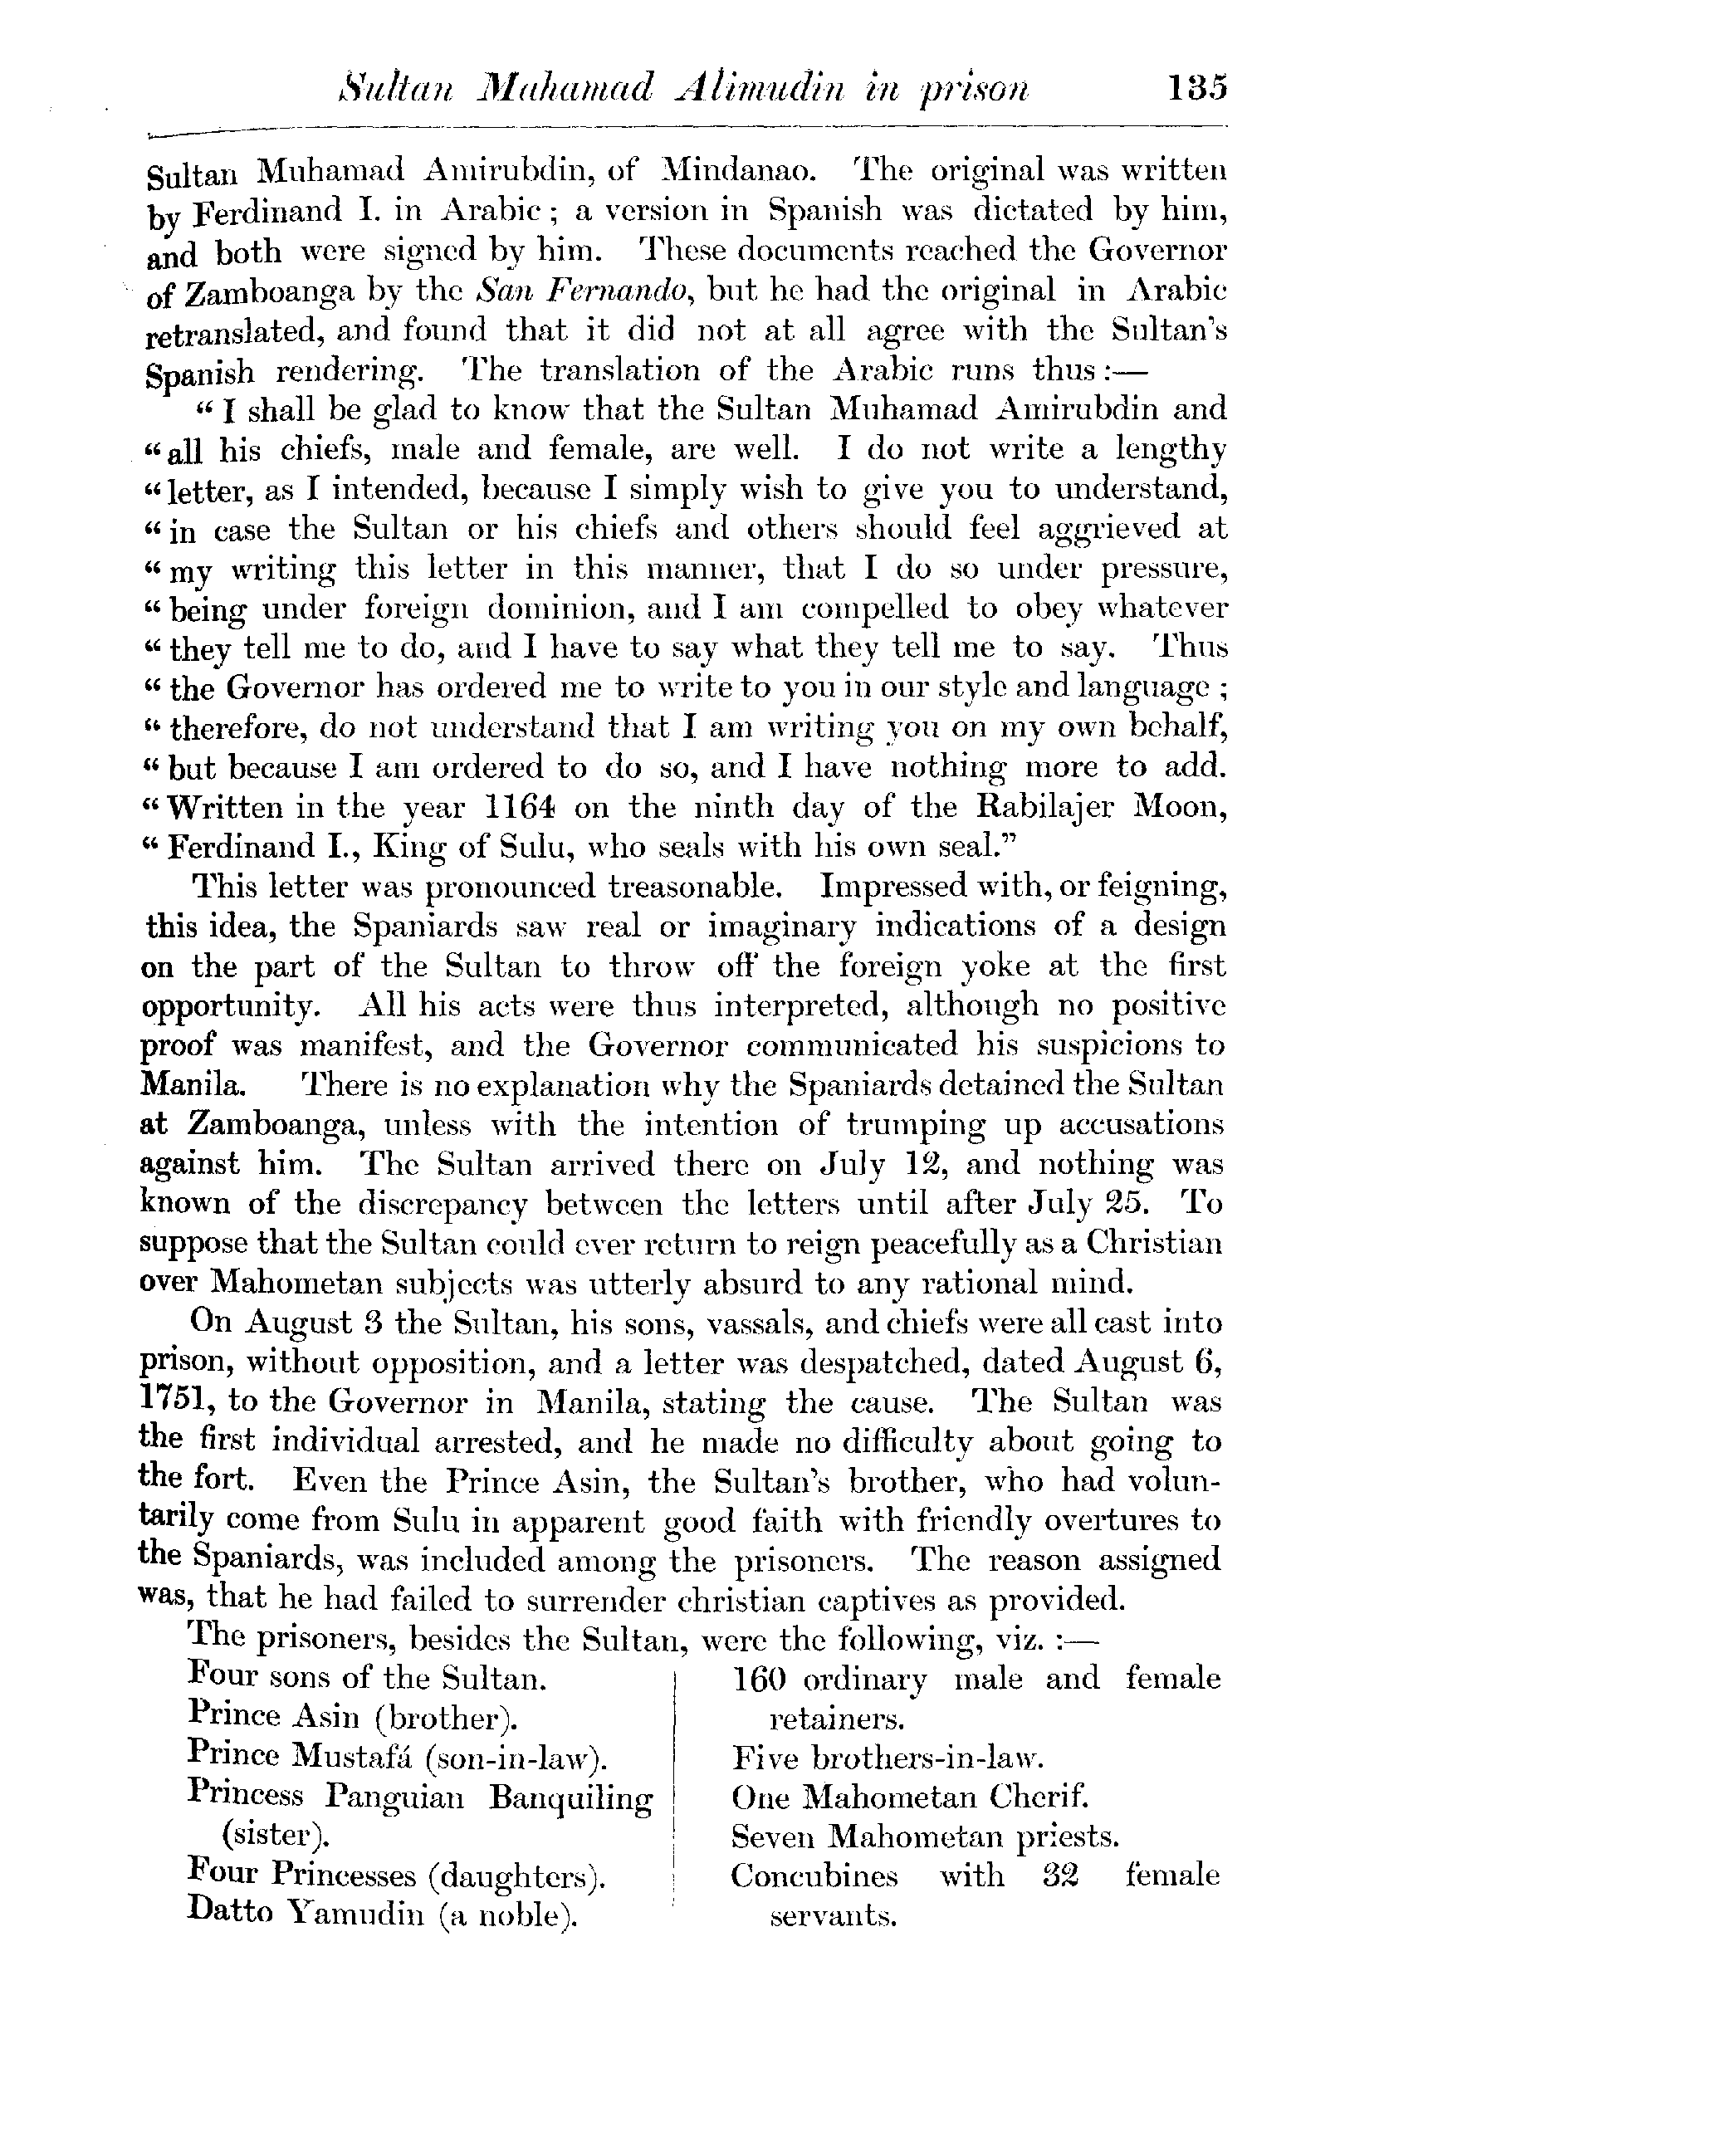 Sultan Muhamad Alimudin in prison 135
Sultan Muhamad Amirubdin, of Mindanao. The original was written
by Ferdinand I. in Arabic; a version in Spanish was dictated by him,
and both were signed by him. These documents reached the Governor
of Zamboanga by the San Fernando, but he had the original in Arabic
retranslated, and found that it did not at all agree with the Sultan's
Spanish rendering. The translation of the Arabic runs thus:—
"I shall be glad to know that the Sultan Muhamad Amirubdin and
"all his chiefs, male and female, are well. I do not write a lengthy
"letter, as I intended, because I simply wish to give you to understand,
"in case the Sultan or his chiefs and others should feel aggrieved at
"my writing this letter in this manner, that I do so under pressure,
"being under foreign dominion, and I am compelled to obey whatever
"they tell me to do, and I have to say what they tell me to say. Thus
"the Governor has ordered me to write to you in our style and language;
"therefore, do not understand that I am writing you on my own behalf,
"but because I am ordered to do so, and I have nothing more to add.
"Written in the year 1164 on the ninth day of the Rabilajer Moon,
"Ferdinand I., King of Sulu, who seals with his own seal."
This letter was pronounced treasonable. Impressed with, or feigning,
this idea, the Spaniards saw real or imaginary indications of a design
on the part of the Sultan to throw off the foreign yoke at the first
opportunity. All his acts were thus interpreted, although no positive
proof was manifest, and the Governor communicated his suspicions to
Manila. There is no explanation why the Spaniards detained the Sultan
at Zamboanga, unless with the intention of trumping up accusations
against him. The Sultan arrived there on July 12, and nothing was
known of the discrepancy between the letters until after July 25. To
suppose that the Sultan could ever return to reign peacefully as a Christian
over Mahometan subjects was utterly absurd to any rational mind.
On August 3 the Sultan, his sons, vassals, and chiefs were all cast into
prison, without opposition, and a letter was despatched, dated August 6,
1751, to the Governor in Manila, stating the cause. The Sultan was
the first individual arrested, and he made no difficulty about going to
the fort. Even the Prince Asin, the Sultan's brother, who had volun-
tarily come from Sulu in apparent good faith with friendly overtures to
the Spaniards, was included among the prisoners. The reason assigned
was, that he had failed to surrender christian captives as provided.
The prisoners, besides the Sultan, were the following, viz.:—
Four sons of the Sultan.
Prince Asin (brother).
Prince Mustafá (son-in-law).
Princess Panguian Banquiling
(sister).
Four Princesses (daughters).
Datto Yamudin (a noble).
160 ordinary male and female
retainers.
Five brothers-in-law.
One Mahometan Cherif.
Seven Mahometan priests.
Concubines with 32 female
servants.